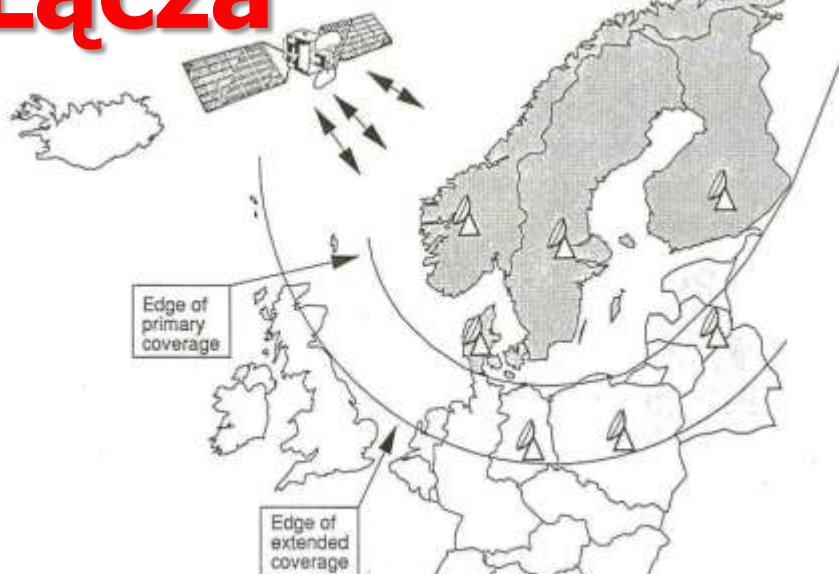 Łącza
Edge of
primary
coverage
Edge of
extended
coverage